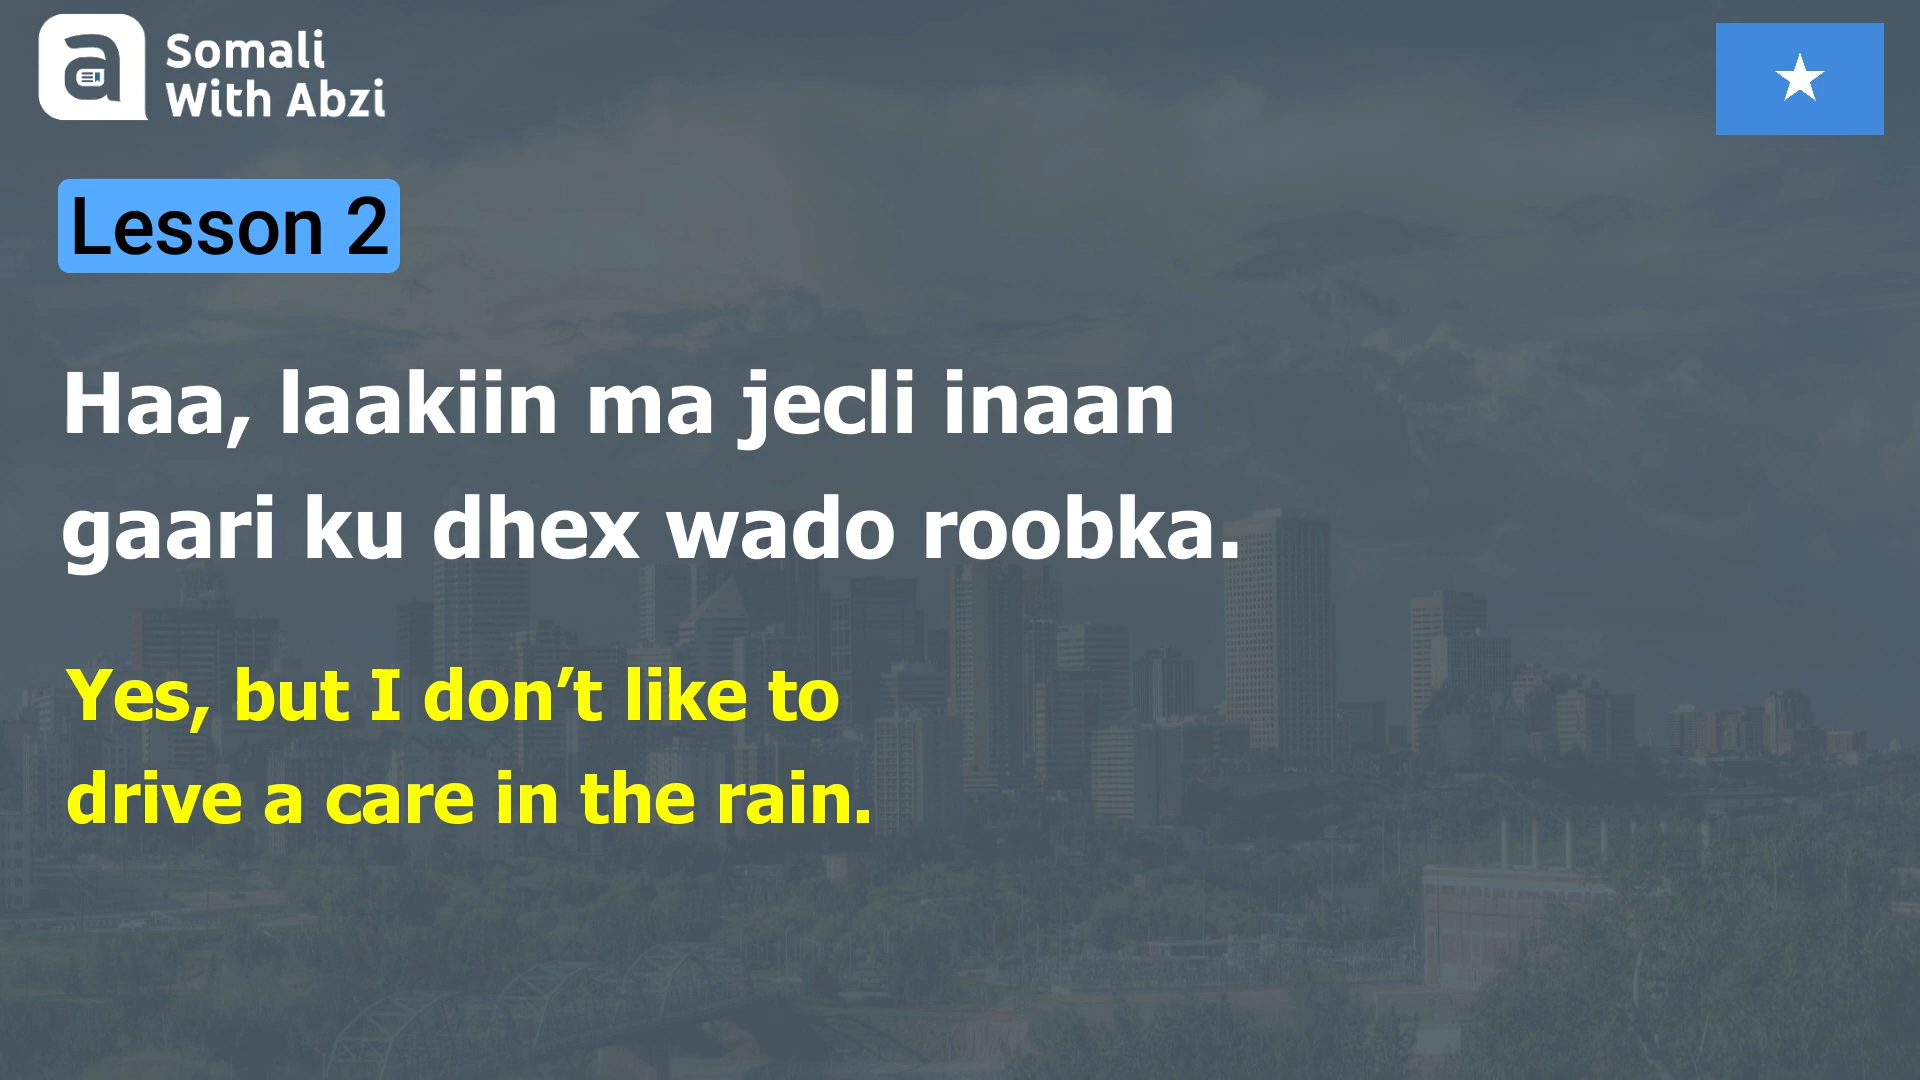 Somali
With Abzi
Lesson 2
Haa, laakiin ma jecli inaan
gaari ku dhex wado roobka.
Yes, but I don’t like to
drive a care in the rain.